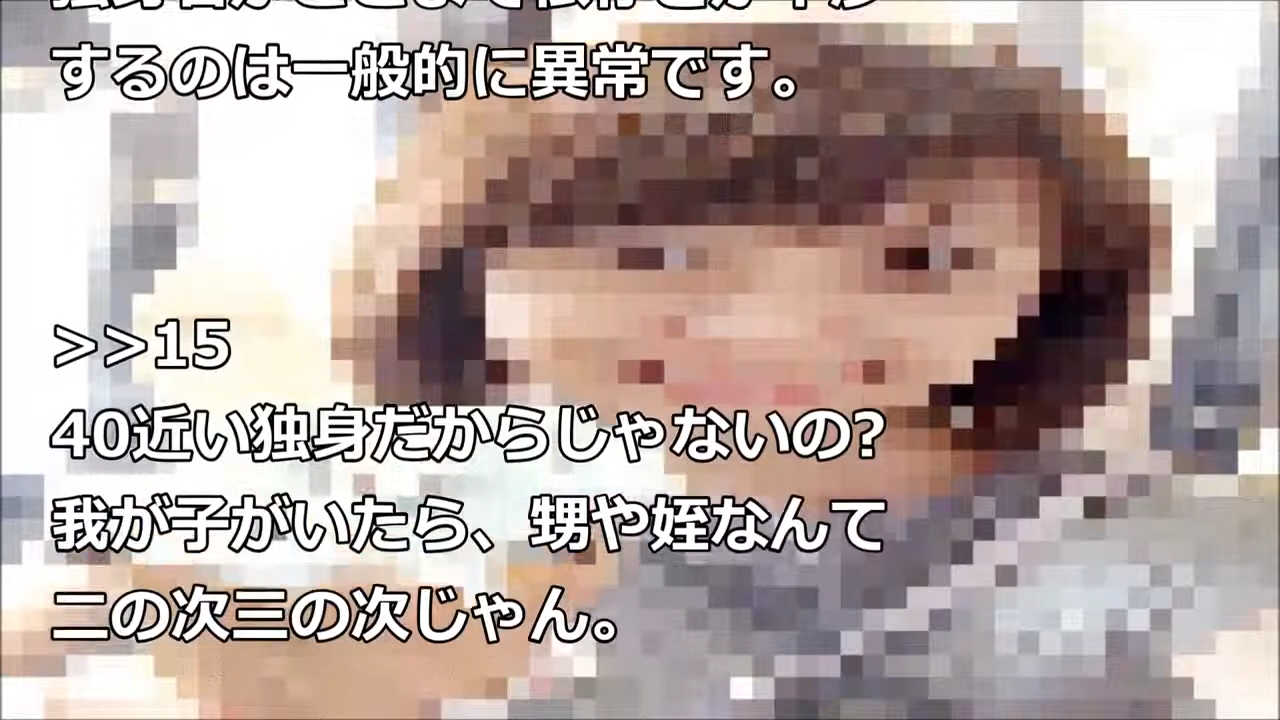 するのは一般的に異常です。
>>15
40近い独身だからじゃないの?
我が子がいたら、甥や姪なんて
二の次三の次じゃん。